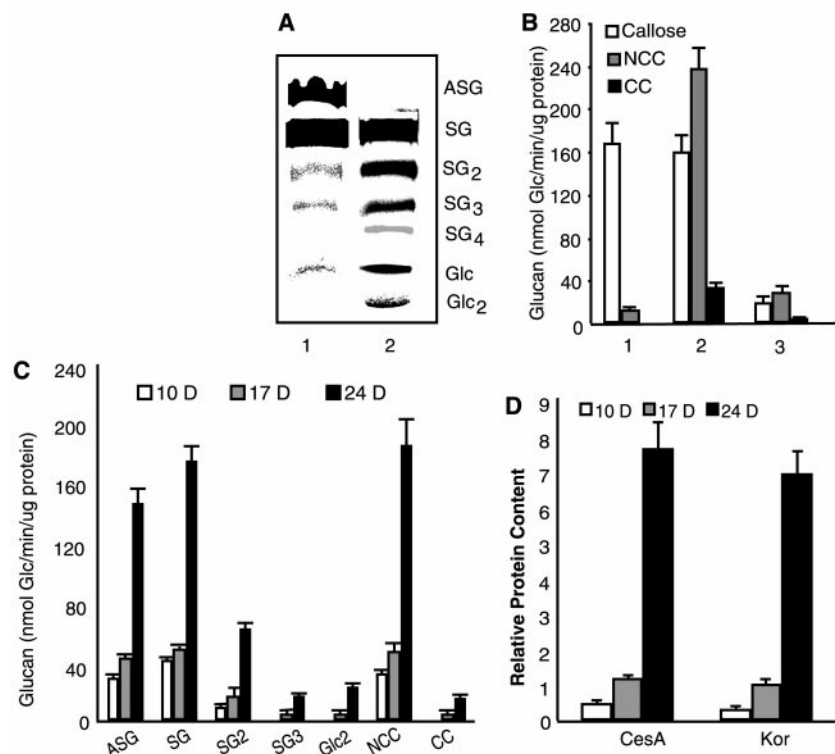 A
ASG
SG
SG2
SG3
SG4
Glc
Glc2
1 2
B
Callose
NCC
CC
Glucan (nmol Glc/min/ug protein)
280
240
200
160
120
80
40
0
1 2 3
C
10 D 17 D 24 D
Glucan (nmol Glc/min/ug protein)
240
200
160
120
80
40
0
ASG SG SG2 SG3 Glc2 NCC CC
D
10 D 17 D 24 D
Relative Protein Content
9
8
7
3
3
2
1
0
CesA Kor